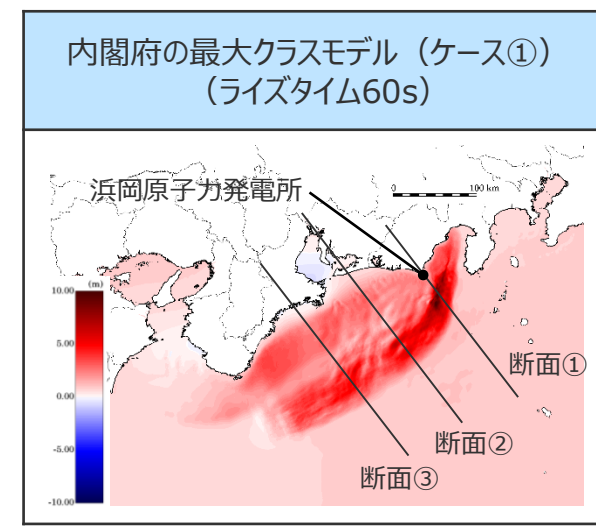 内閣府の最大クラスモデル（ケース①）
（ライズタイム60s）
浜岡原子力発電所
0 100 km
(m)
10.00
5.00
0.00
-5.00
-10.00
断面①
断面②
断面③